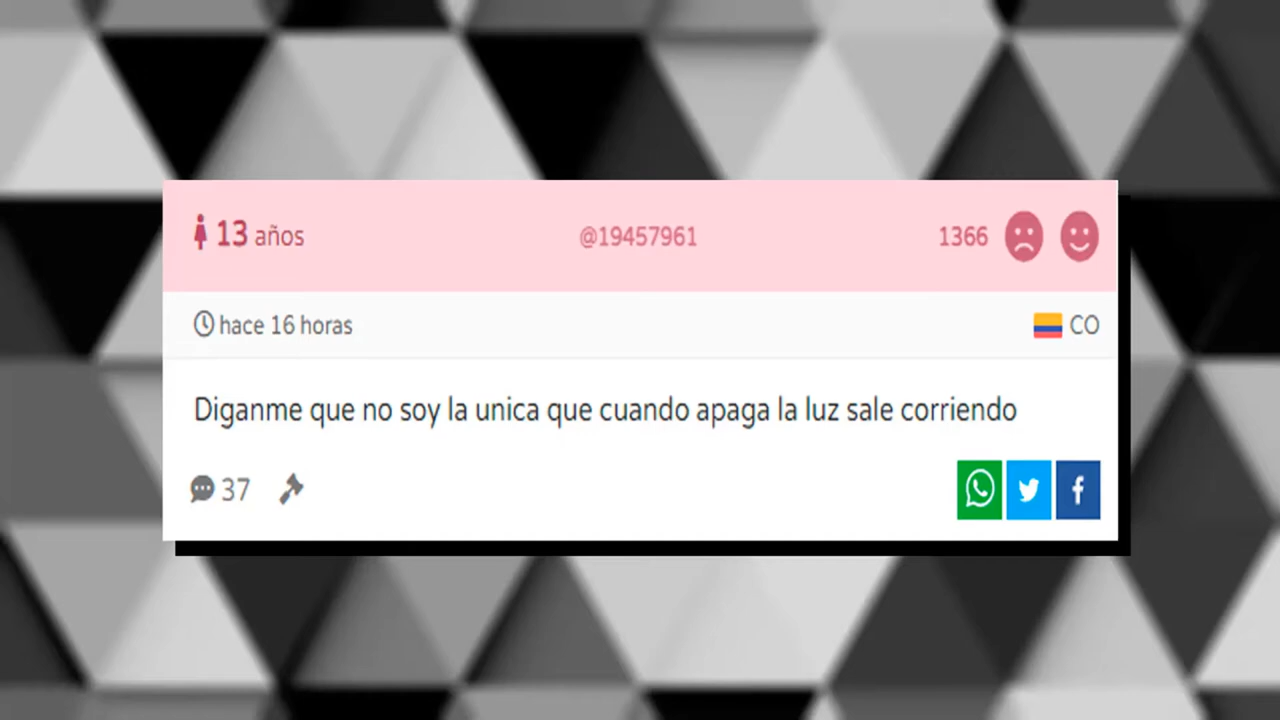 13 años @19457961 1366
hace 16 horas CO
Diganme que no soy la unica que cuando apaga la luz sale corriendo
37